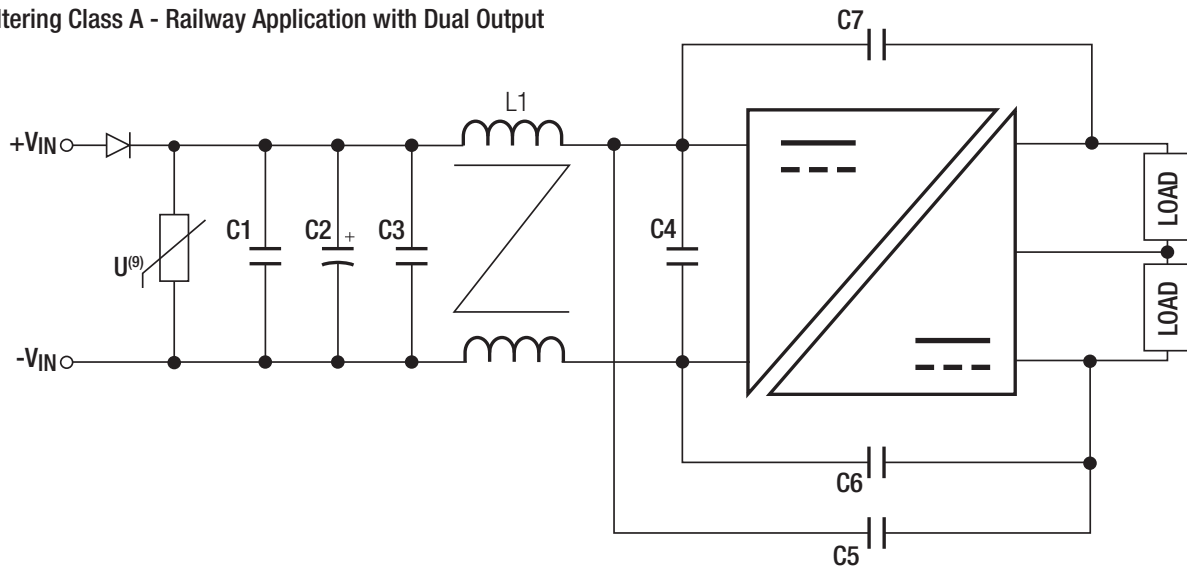 ltering Class A - Railway Application with Dual Output
C7
L1
+VIN
C1
C2
+
C3
C4
U(9)
LOAD
LOAD
-VIN
C6
C5